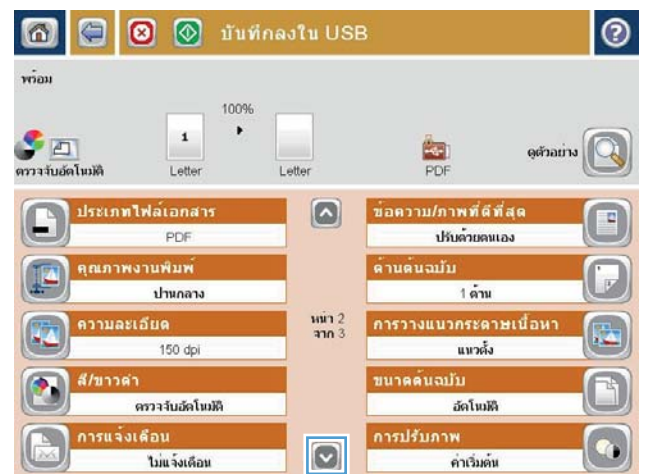 บันทึกลงใน USB
พร้อม
100%
1
ตรวจจับอัตโนมัติ
Letter
Letter
PDF
ดูตัวอย่าง
ประเภทไฟล์เอกสาร
PDF
ข้อความ/ภาพที่ดีที่สุด
ปรับด้วยตนเอง
คุณภาพงานพิมพ์
ปานกลาง
ด้านต้นฉบับ
1 ด้าน
ความละเอียด
150 dpi
หน้า 2
จาก 3
การวางแนวกระดาษเนื้อหา
แนวตั้ง
สี/ขาวดำ
ตรวจจับอัตโนมัติ
ขนาดต้นฉบับ
อัตโนมัติ
การแจ้งเตือน
ไม่แจ้งเตือน
การปรับภาพ
ค่าเริ่มต้น